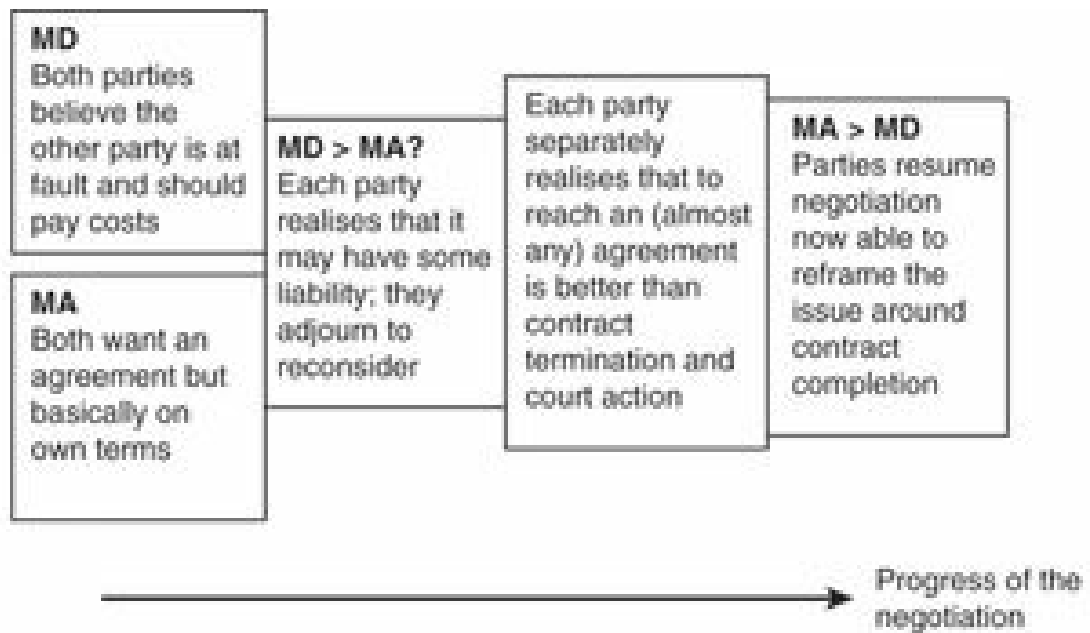 MD
Both parties
believe the
other party is at
fault and should
pay costs
MA
Both want an
agreement but
basically on
own terms
MD > MA?
Each party
realises that it
may have some
liability; they
adjourn to
reconsider
Each party
separately
realises that to
reach an (almost
any) agreement
is better than
contract
termination and
court action
MA > MD
Parties resume
negotiation
now able to
reframe the
issue around
contract
completion
Progress of the
negotiation